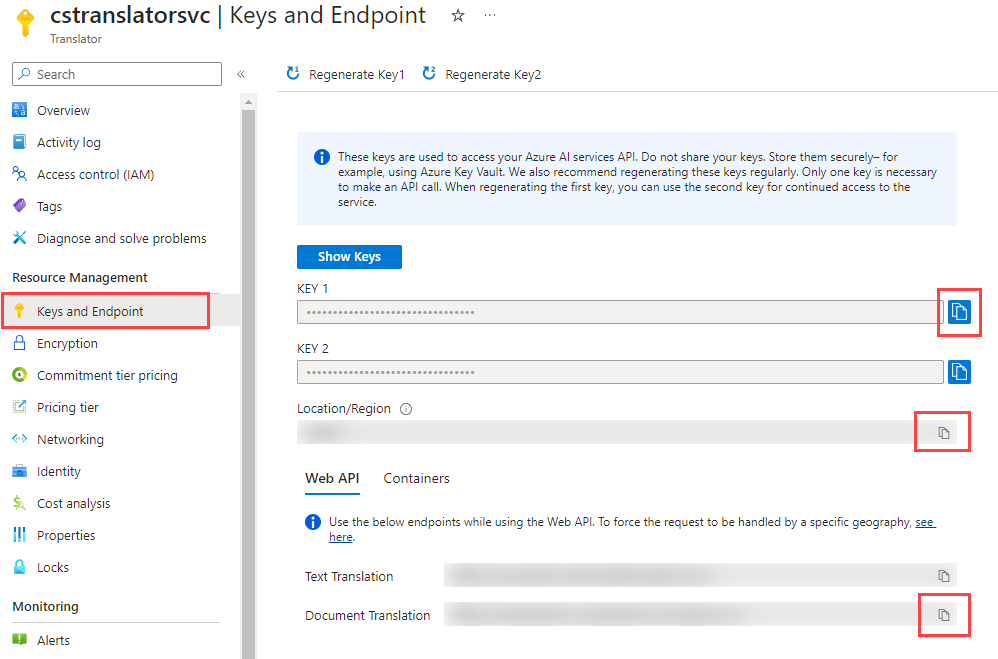 cstranslatorsvc | Keys and Endpoint
Translator
Search
Overview
Activity log
Access control (IAM)
Tags
Diagnose and solve problems
Resource Management
Keys and Endpoint
Encryption
Commitment tier pricing
Pricing tier
Networking
Identity
Cost analysis
Properties
Locks
Monitoring
Alerts
Regenerate Key1
Regenerate Key2
These keys are used to access your Azure AI services API. Do not share your keys. Store them securely– for
example, using Azure Key Vault. We also recommend regenerating these keys regularly. Only one key is necessary
to make an API call. When regenerating the first key, you can use the second key for continued access to the
service.
Show Keys
KEY 1
KEY 2
Location/Region
Web API
Containers
Use the below endpoints while using the Web API. To force the request to be handled by a specific geography, see
here.
Text Translation
Document Translation